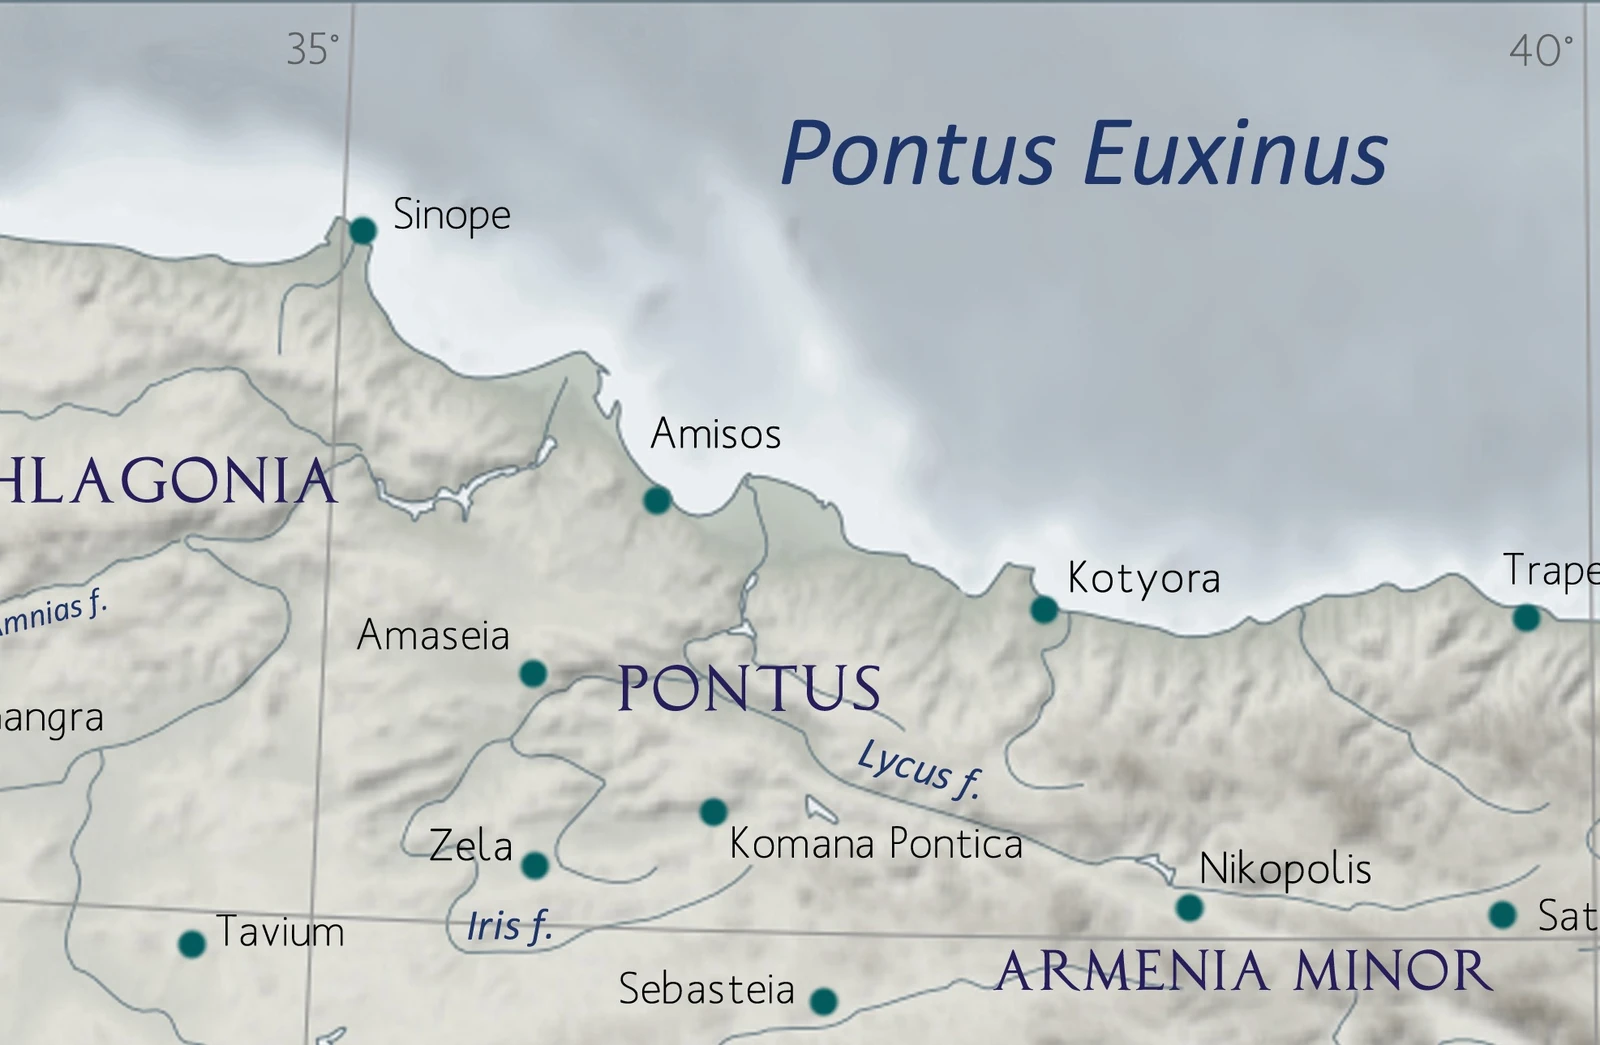 35°
40°
Pontus Euxinus
Sinope
Amisos
HLAGONIA
Trape
Kotyora
mnias f.
Amaseia
PONTUS
angra
Lycus f.
Zela
Komana Pontica
Nikopolis
Iris f.
Tavium
Sat
ARMENIA MINOR
Sebasteia